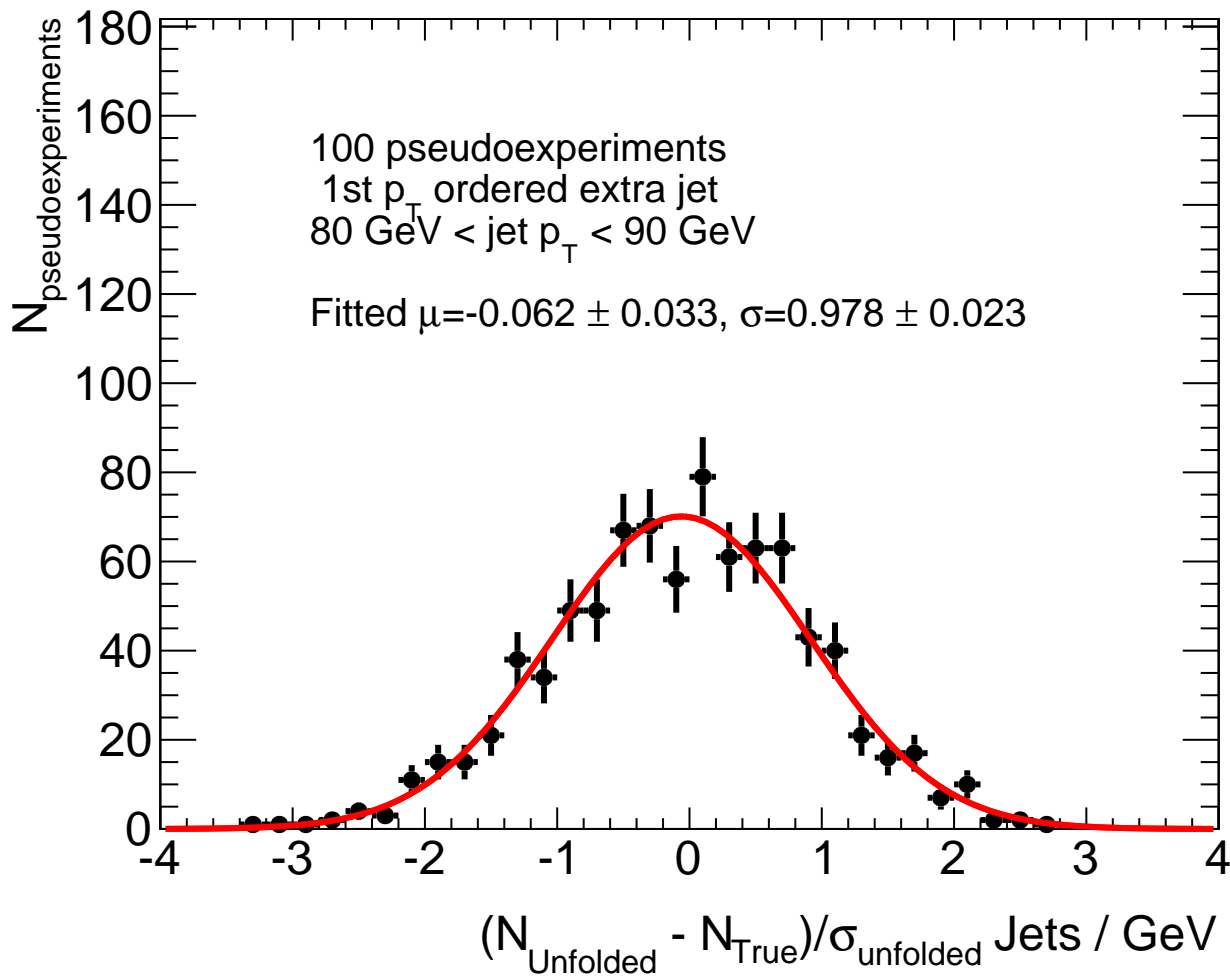 N_pseudoexperiments
180
160
140
120
100
80
60
40
20
0
100 pseudoexperiments
1st p_T ordered extra jet
80 GeV < jet p_T < 90 GeV
Fitted μ=-0.062 ± 0.033, σ=0.978 ± 0.023
-4 -3 -2 -1 0 1 2 3 4
(N_Unfolded - N_True)/σ_unfolded Jets / GeV